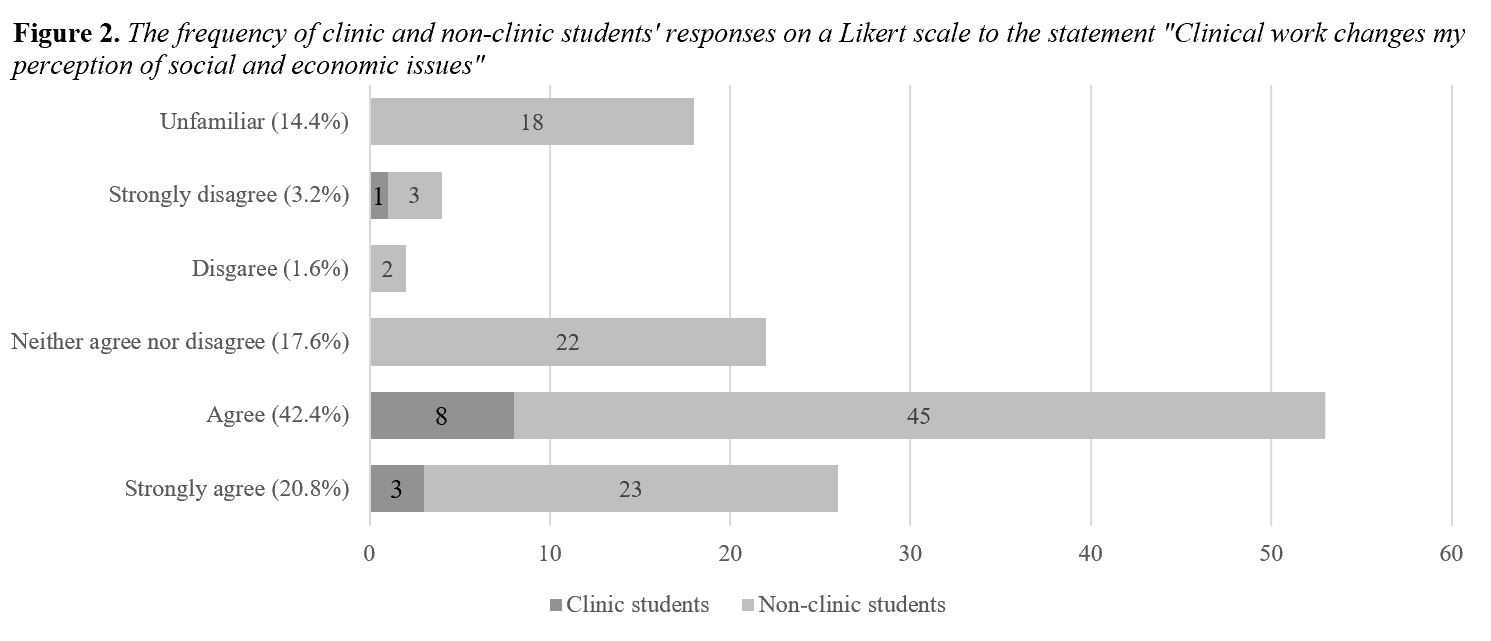 Figure 2. The frequency of clinic and non-clinic students' responses on a Likert scale to the statement "Clinical work changes my
perception of social and economic issues"
Unfamiliar (14.4%)
18
Strongly disagree (3.2%)
1
3
Disgaree (1.6%)
2
Neither agree nor disagree (17.6%)
22
Agree (42.4%)
8
45
Strongly agree (20.8%)
3
23
0
10
20
30
40
50
60
Clinic students
Non-clinic students